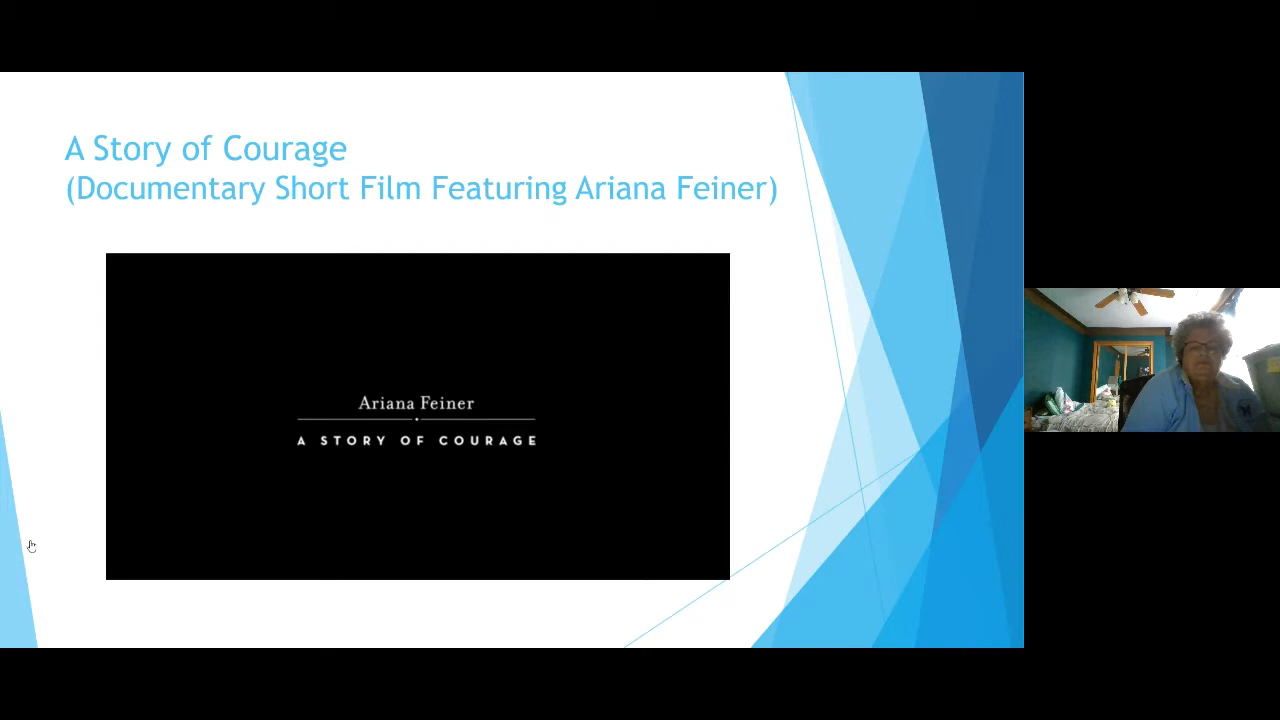 A Story of Courage
(Documentary Short Film Featuring Ariana Feiner)
Ariana Feiner
A STORY OF COURAGE